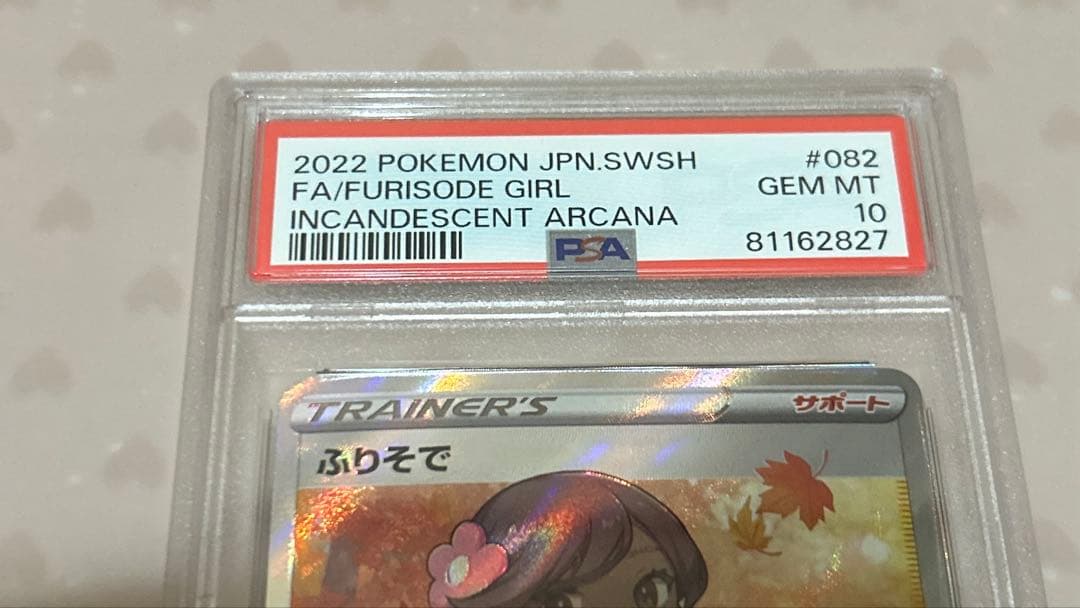 2022 POKEMON JPN.SWSH #082
FA/FURISODE GIRL GEM MT
INCANDESCENT ARCANA 10
PSA 81162827
TRAINER'S サポート
ふりそで